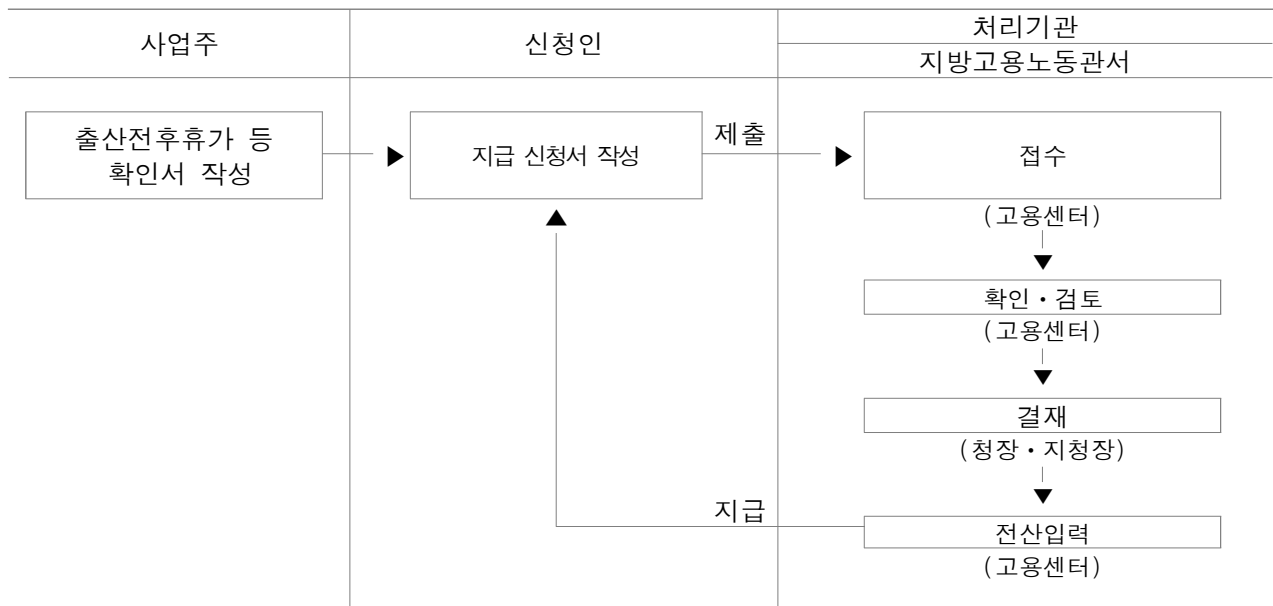 사업주
신청인
처리기관
지방고용노동관서
출산전후휴가 등
확인서 작성
지급 신청서 작성
제출
접수
(고용센터)
확인·검토
(고용센터)
결재
(청장·지청장)
지급
전산입력
(고용센터)